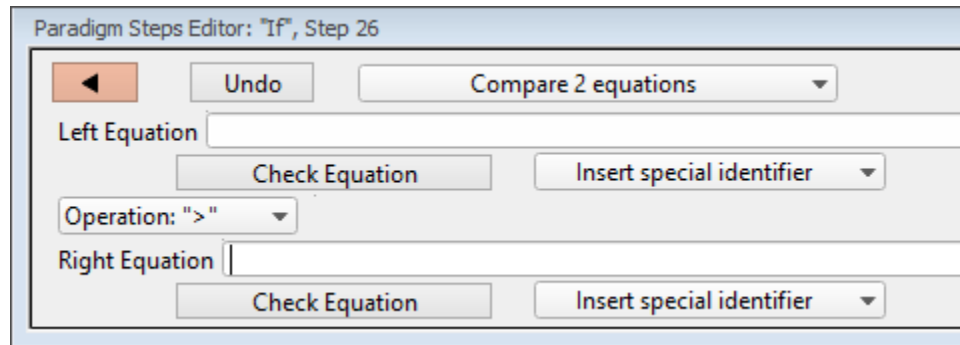 Paradigm Steps Editor: "If", Step 26
Undo Compare 2 equations
Left Equation
Check Equation Insert special identifier
Operation: ">"
Right Equation
Check Equation Insert special identifier